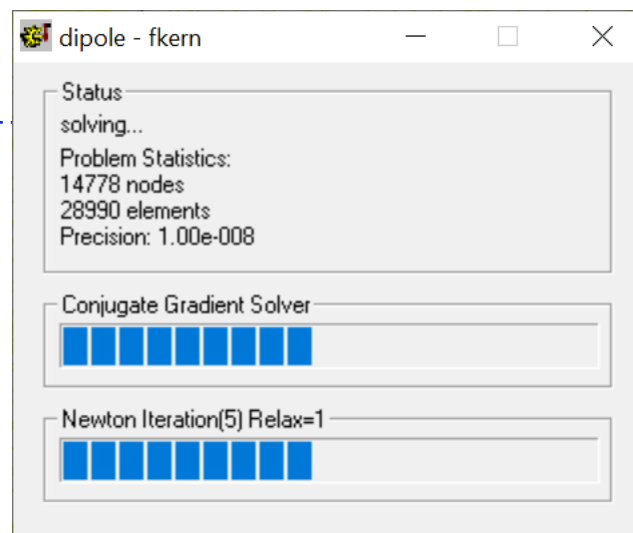 dipole - fkern
Status
solving...
Problem Statistics:
14778 nodes
28990 elements
Precision: 1.00e-008
Conjugate Gradient Solver
Newton Iteration(5) Relax=1